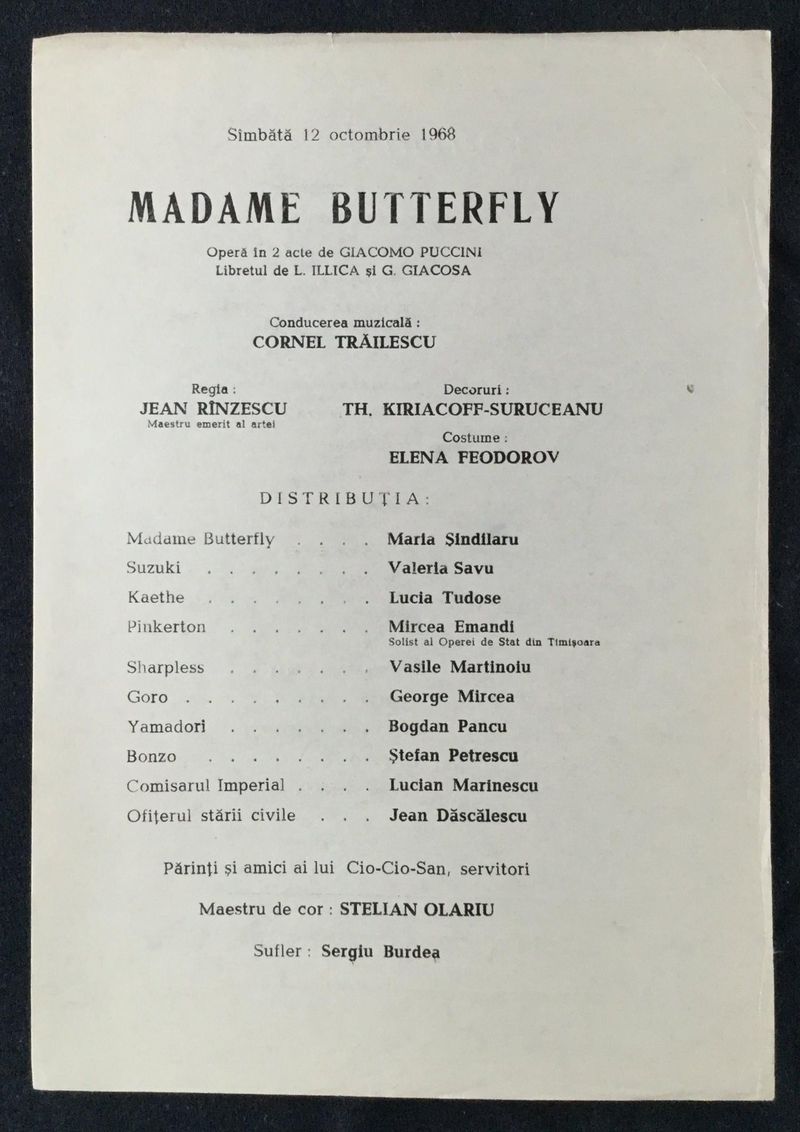 Sîmbătă 12 octombrie 1968
MADAME BUTTERFLY
Operă în 2 acte de GIACOMO PUCCINI
Libretul de L. ILLICA și G. GIACOSA
Conducerea muzicală :
CORNEL TRĂILESCU
Regia :
JEAN RÎNZESCU
Maestru emerit al artei
Decoruri :
TH. KIRIACOFF-SURUCEANU
Costume :
ELENA FEODOROV
DISTRIBUȚIA:
Madame Butterfly . . . . Maria Șindilaru
Suzuki . . . . . . . . Valeria Savu
Kaethe . . . . . . . . Lucia Tudose
Pinkerton . . . . . . . Mircea Emandi
Solist al Operei de Stat din Timișoara
Sharpless . . . . . . . Vasile Martinoiu
Goro . . . . . . . . . George Mircea
Yamadori . . . . . . . Bogdan Pancu
Bonzo . . . . . . . . Ștefan Petrescu
Comisarul Imperial . . . . Lucian Marinescu
Ofițerul stării civile . . . Jean Dăscălescu
Părinți și amici ai lui Cio-Cio-San, servitori
Maestru de cor : STELIAN OLARIU
Sufler : Sergiu Burdea